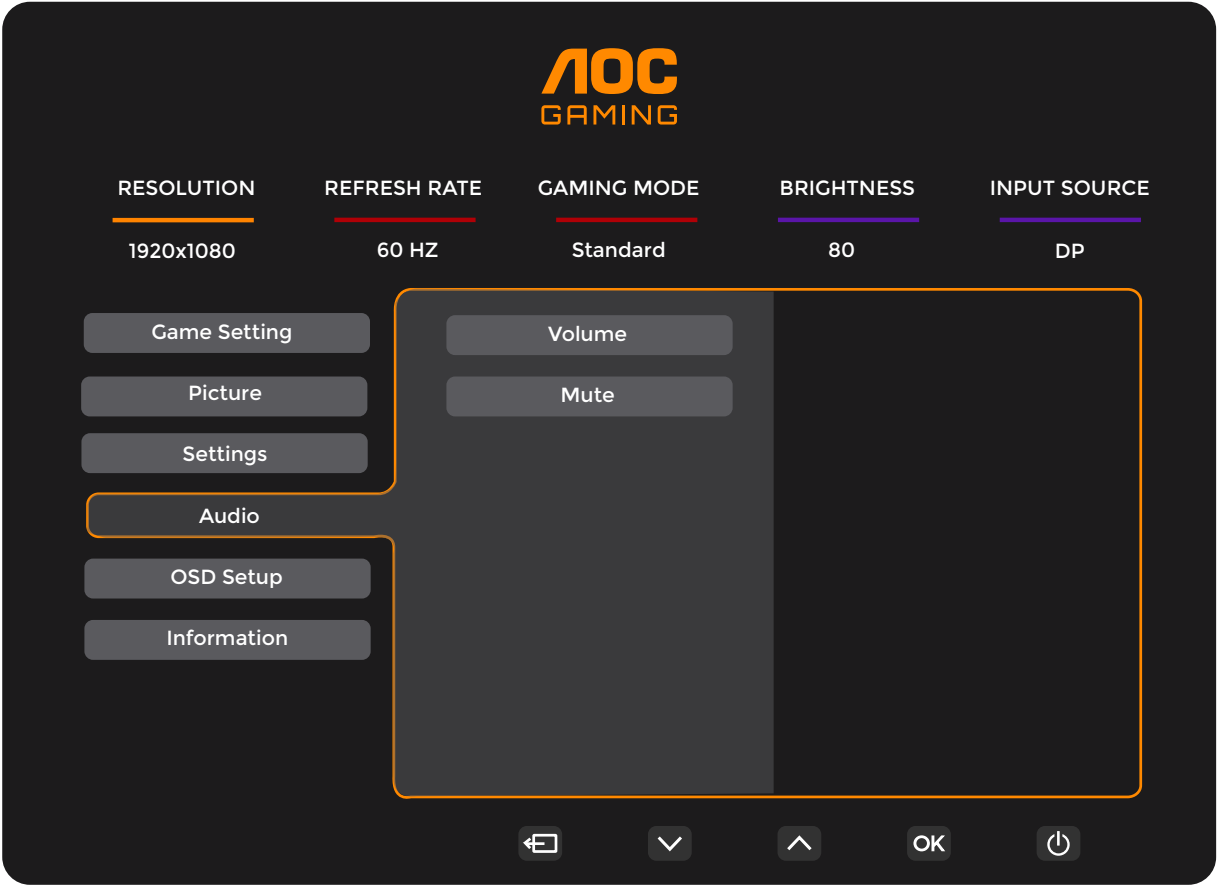 AOC
GAMING
RESOLUTION REFRESH RATE GAMING MODE BRIGHTNESS INPUT SOURCE
1920x1080 60 HZ Standard 80 DP
Game Setting
Picture
Settings
Audio
OSD Setup
Information
Volume
Mute
OK